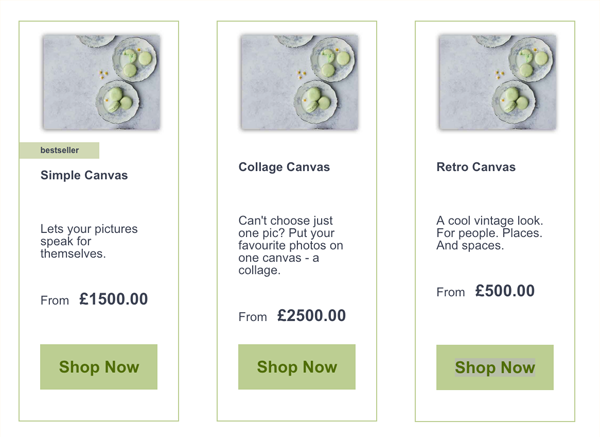 bestseller
Simple Canvas
Lets your pictures
speak for
themselves.
From £1500.00
Shop Now
Collage Canvas
Can't choose just
one pic? Put your
favourite photos on
one canvas - a
collage.
From £2500.00
Shop Now
Retro Canvas
A cool vintage look.
For people. Places.
And spaces.
From £500.00
Shop Now